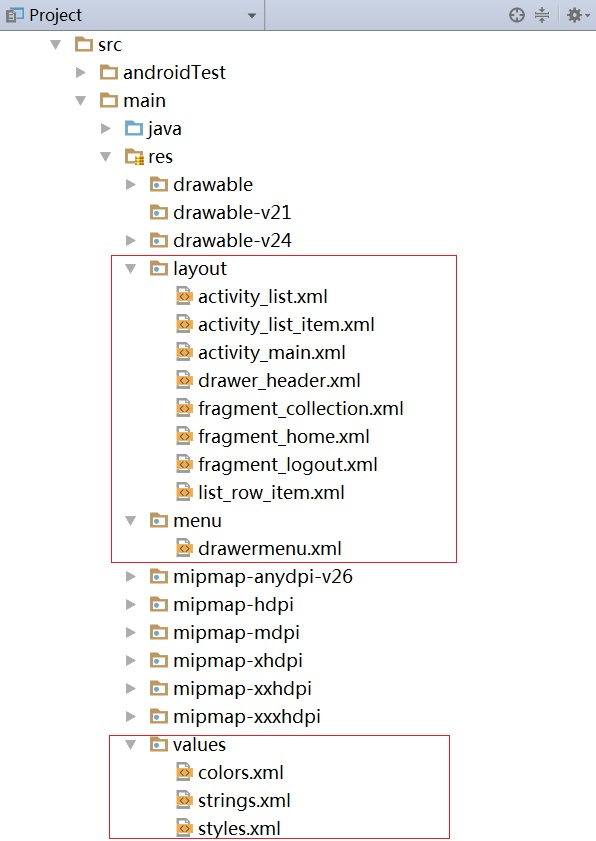 Project
src
androidTest
main
java
res
drawable
drawable-v21
drawable-v24
layout
activity_list.xml
activity_list_item.xml
activity_main.xml
drawer_header.xml
fragment_collection.xml
fragment_home.xml
fragment_logout.xml
list_row_item.xml
menu
drawermenu.xml
mipmap-anydpi-v26
mipmap-hdpi
mipmap-mdpi
mipmap-xhdpi
mipmap-xxhdpi
mipmap-xxxhdpi
values
colors.xml
strings.xml
styles.xml